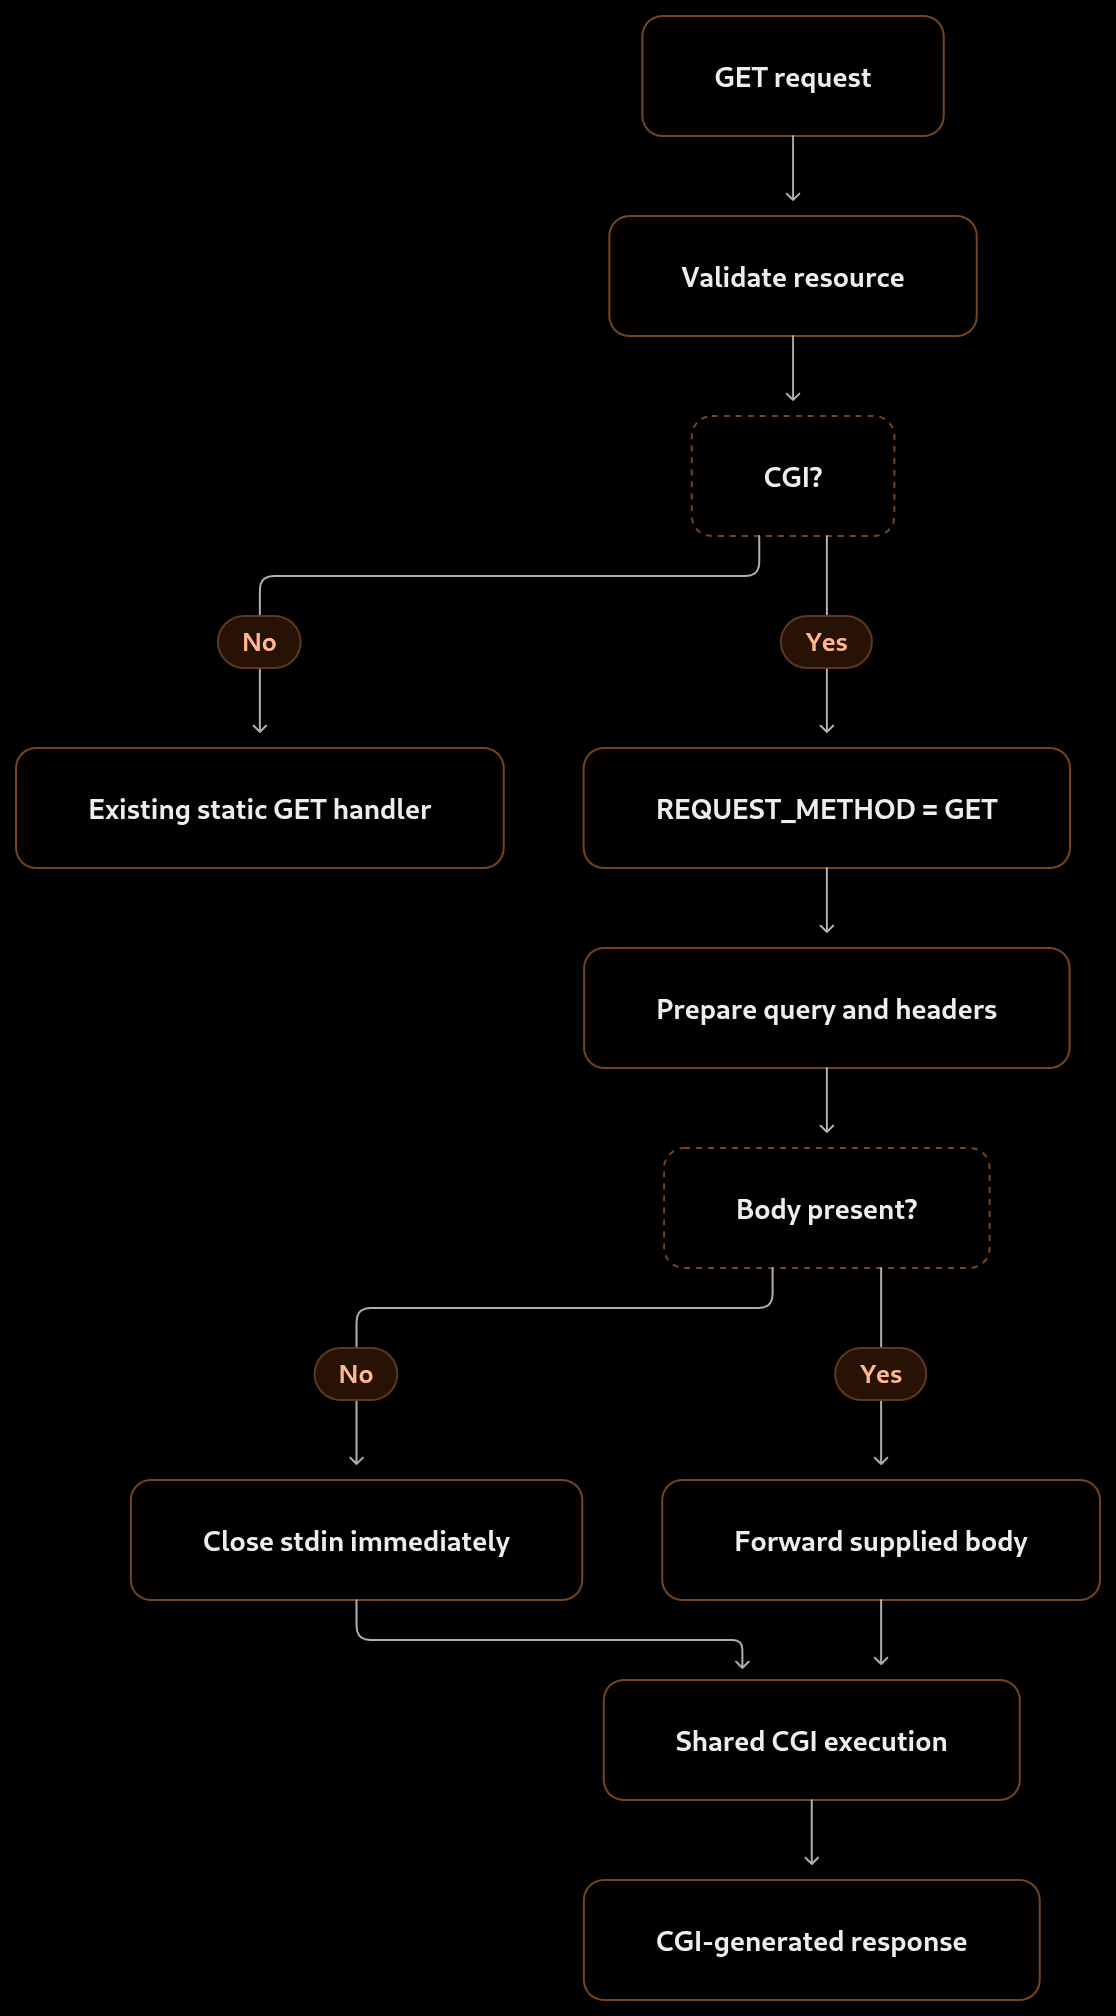 GET request
Validate resource
CGI?
No
Yes
Existing static GET handler
REQUEST_METHOD = GET
Prepare query and headers
Body present?
No
Yes
Close stdin immediately
Forward supplied body
Shared CGI execution
CGI-generated response